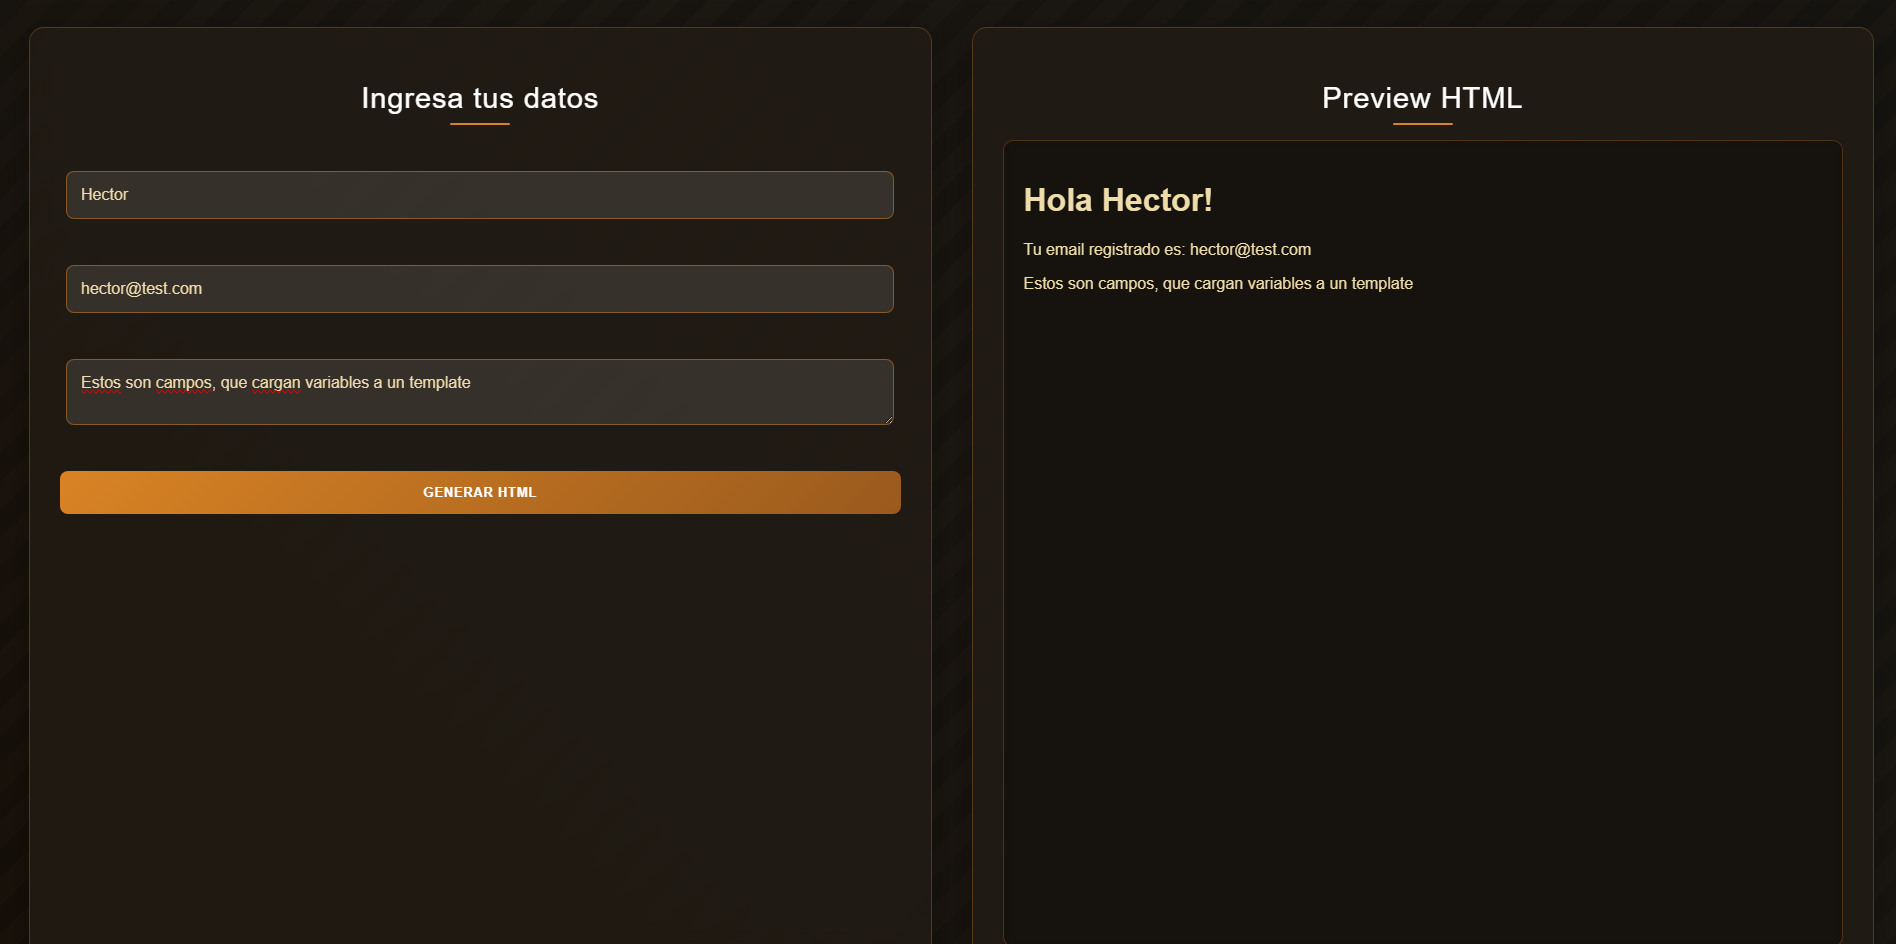 Ingresa tus datos
Hector
hector@test.com
Estos son campos, que cargan variables a un template
GENERAR HTML
Preview HTML
Hola Hector!
Tu email registrado es: hector@test.com
Estos son campos, que cargan variables a un template